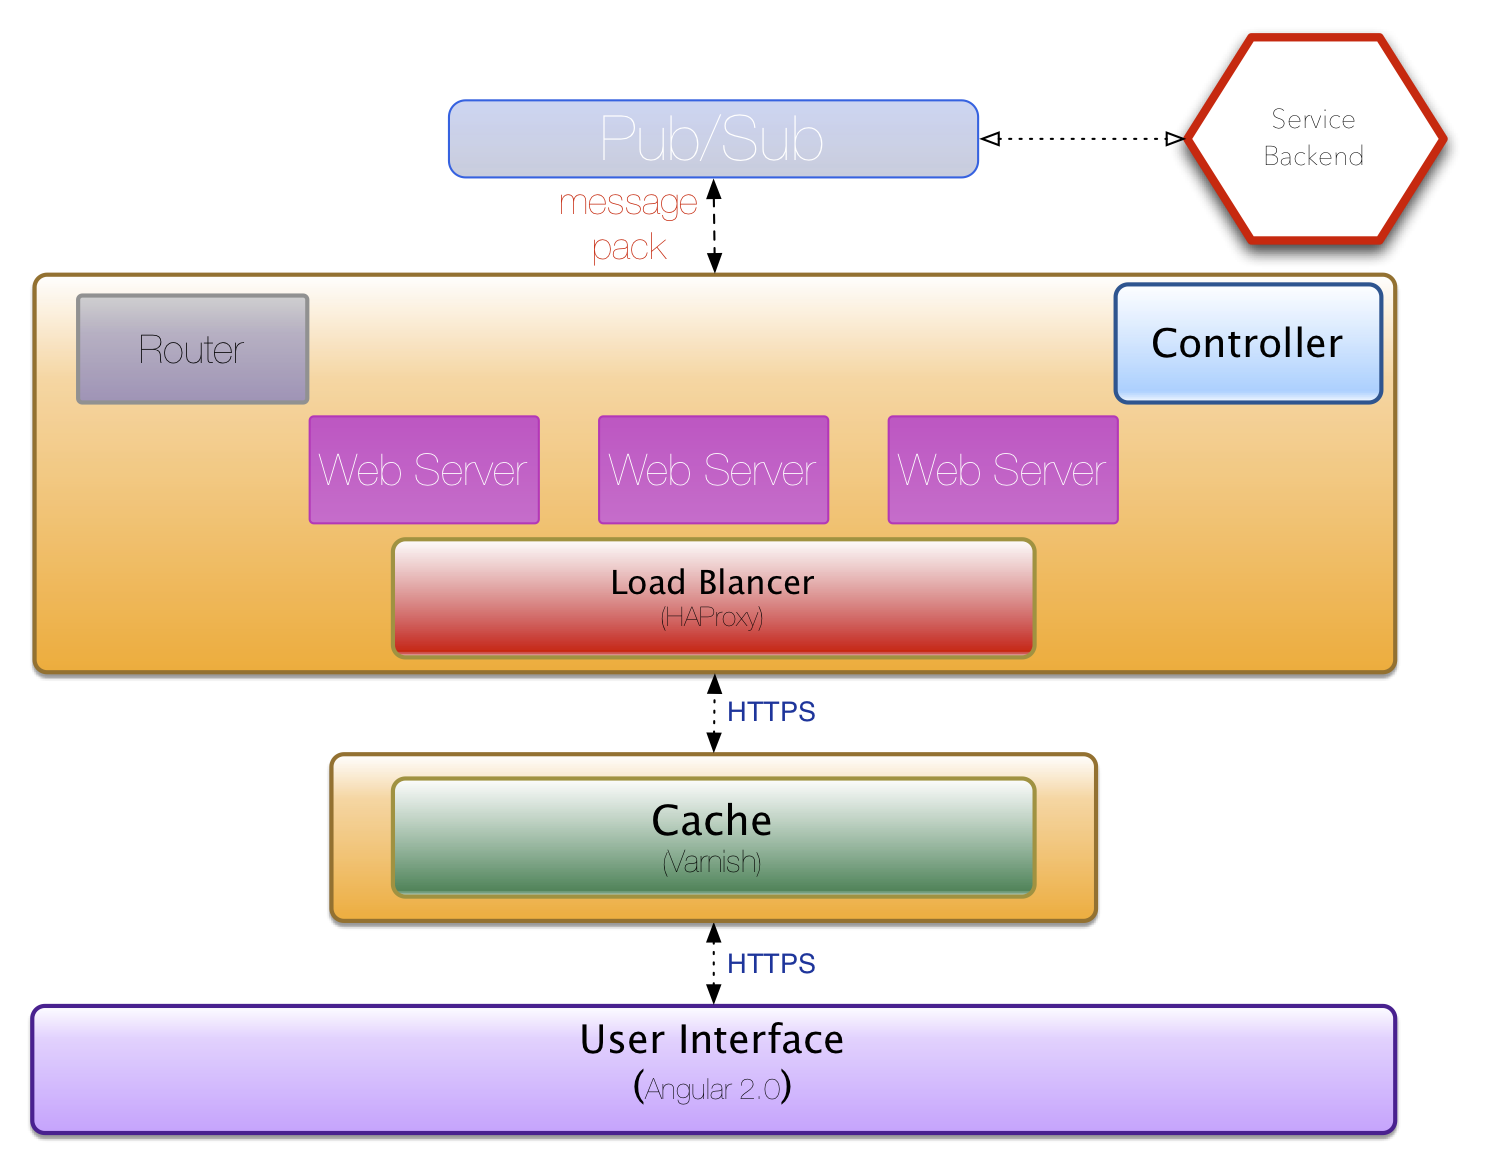 Pub/Sub
Service
Backend
message
pack
Router
Controller
Web Server
Web Server
Web Server
Load Blancer
(HAProxy)
HTTPS
Cache
(Varnish)
HTTPS
User Interface
(Angular 2.0)